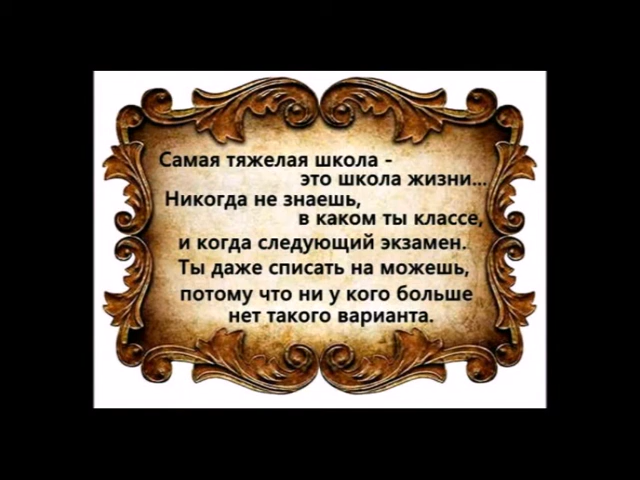 Самая тяжелая школа -
это школа жизни...
Никогда не знаешь,
в каком ты классе,
и когда следующий экзамен.
Ты даже списать на можешь,
потому что ни у кого больше
нет такого варианта.